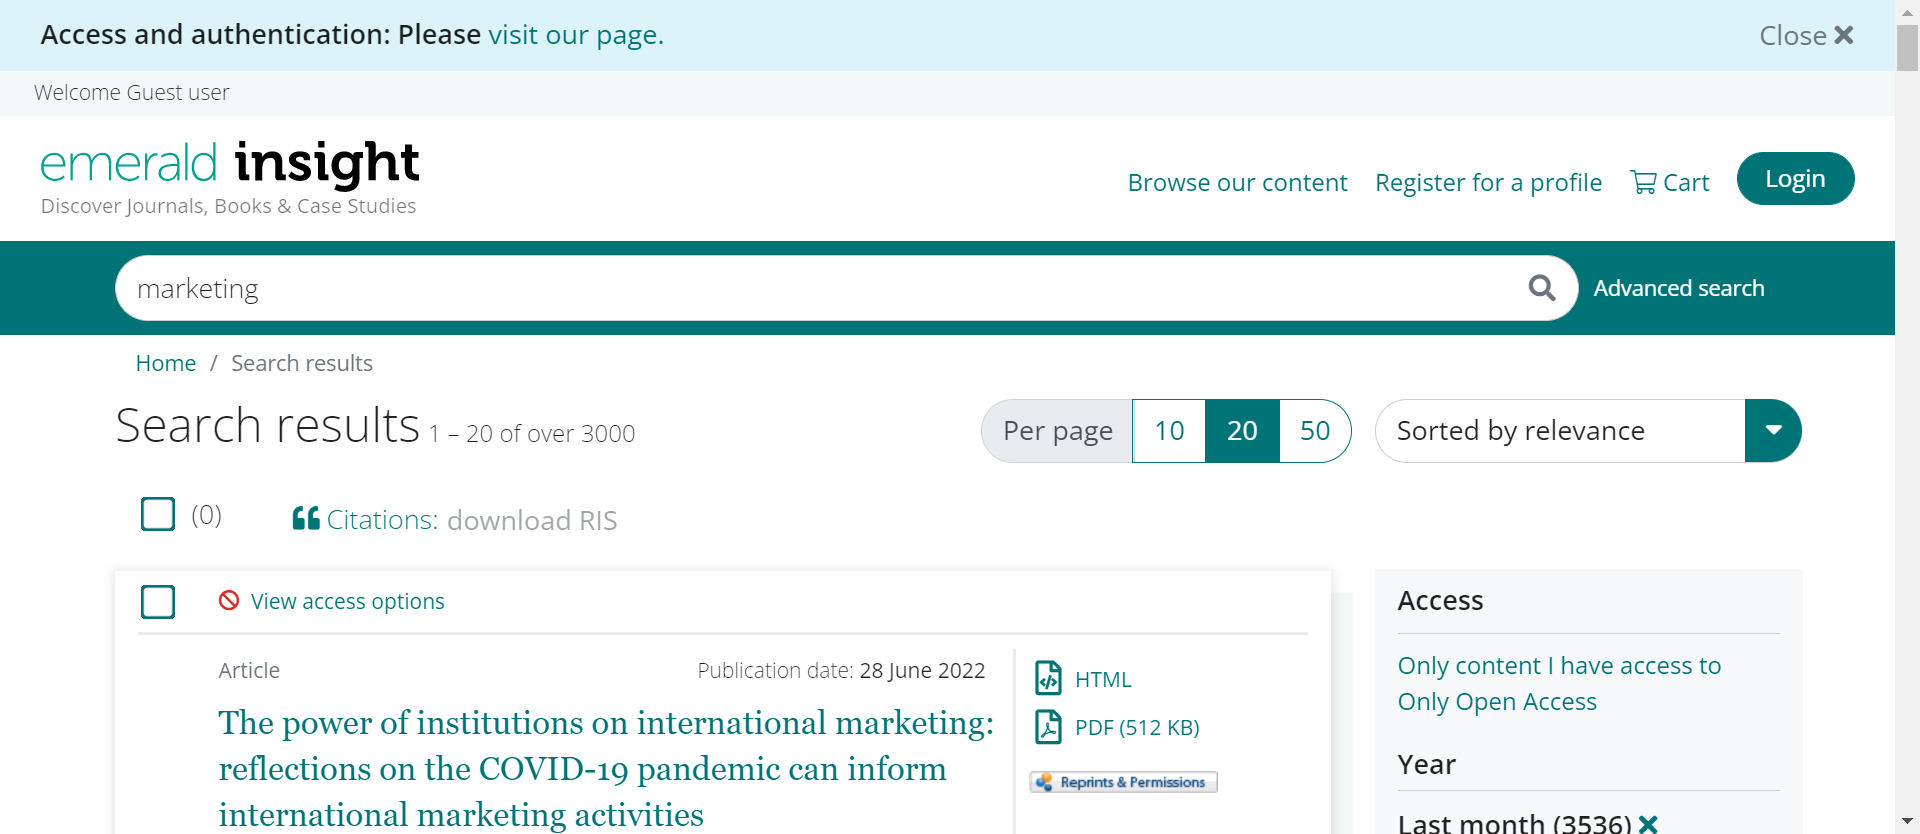 Access and authentication: Please visit our page.
Close
Welcome Guest user
emerald insight
Discover Journals, Books & Case Studies
Browse our content
Register for a profile
Cart
Login
marketing
Advanced search
Home / Search results
Search results 1 – 20 of over 3000
Per page 10 20 50
Sorted by relevance
(0)
Citations: download RIS
View access options
Article
Publication date: 28 June 2022
The power of institutions on international marketing:
reflections on the COVID-19 pandemic can inform
international marketing activities
HTML
PDF (512 KB)
Reprints & Permissions
Access
Only content I have access to
Only Open Access
Year
Last month (3536)